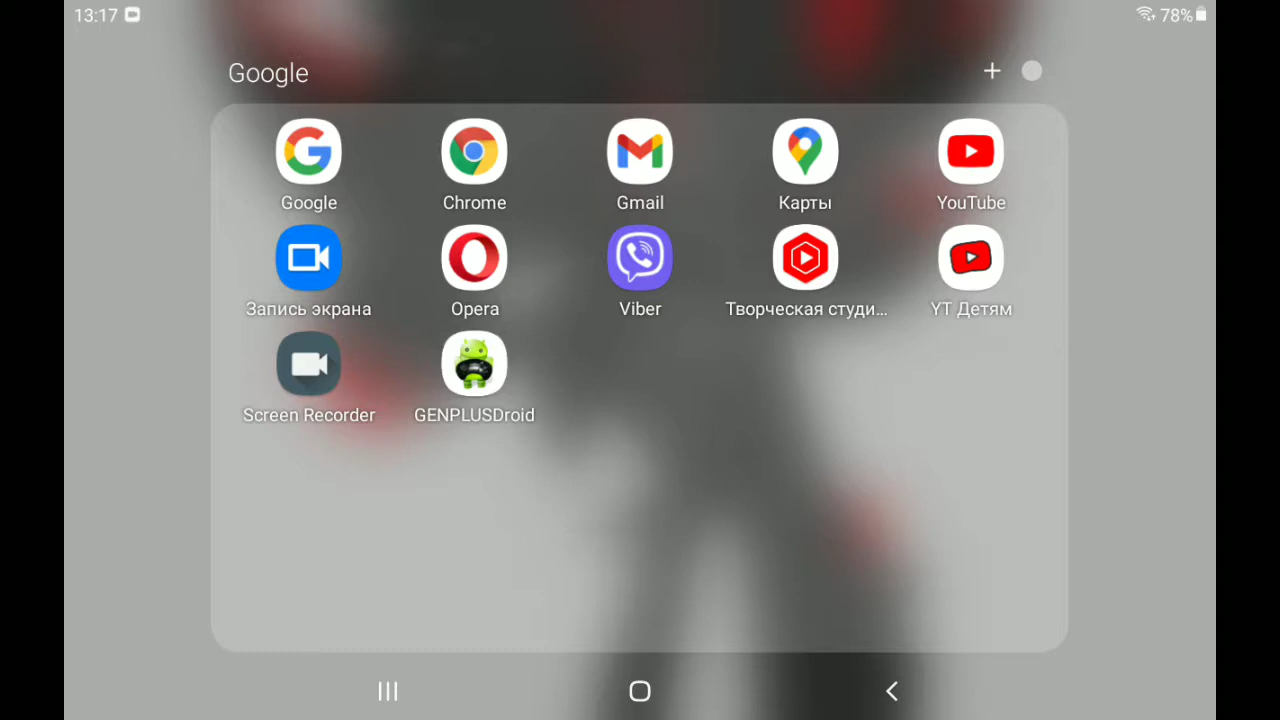 13:17
78%
Google
Google
Chrome
Gmail
Карты
YouTube
Запись экрана
Opera
Viber
Творческая студи...
YT Детям
Screen Recorder
GENPLUSDroid